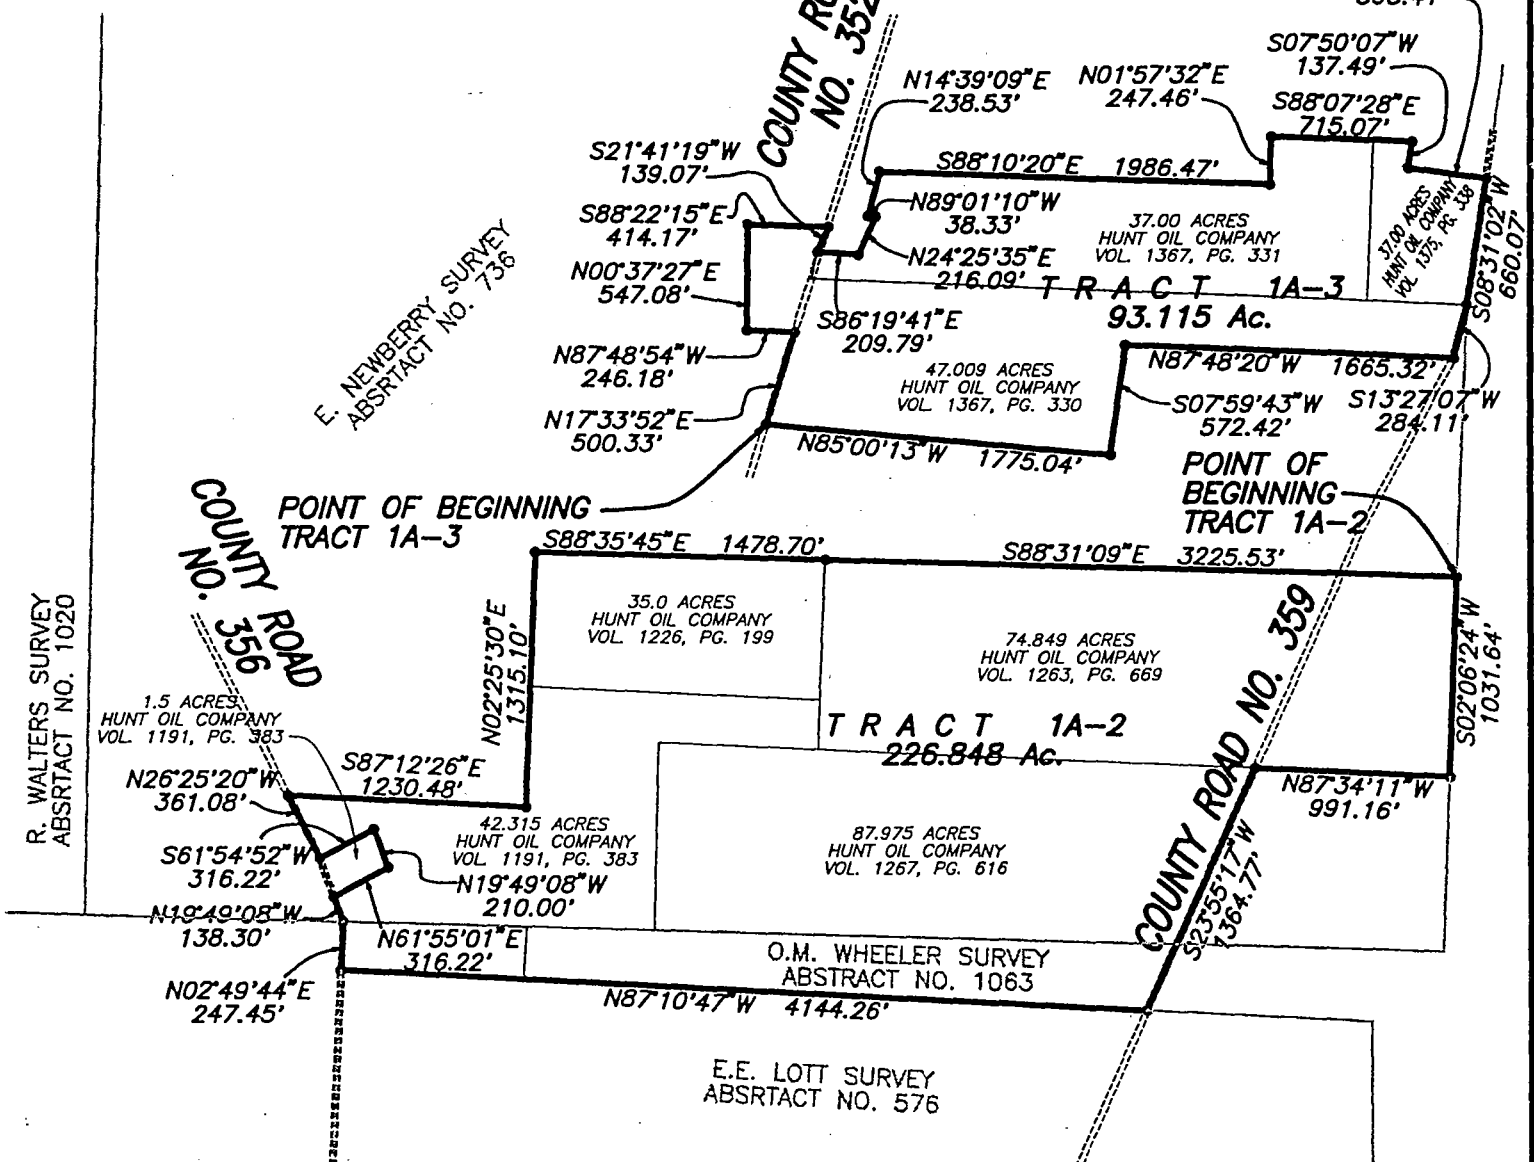 COUNTY
NO. 352
S07°50'07"W
137.49'
N14°39'09"E
238.53'
N01°57'32"E
247.46'
S88°07'28"E
715.07'
S21°41'19"W
139.07'
S88°10'20"E 1986.47'
S88°22'15"E
414.17'
N89°01'10"W
38.33'
37.00 ACRES
HUNT OIL COMPANY
VOL. 1367, PG. 331
37.00 ACRES
HUNT OIL COMPANY
VOL 1375, PG. 338
S08°31'02"W
660.07'
N00°37'27"E
547.08'
N24°25'35"E
216.09'
TRACT 1A-3
93.115 Ac.
E. NEWBERRY SURVEY
ABSRTACT NO. 736
S86°19'41"E
209.79'
N87°48'54"W
246.18'
N87°48'20"W 1665.32'
47.009 ACRES
HUNT OIL COMPANY
VOL. 1367, PG. 330
S07°59'43"W
572.42'
S13°27'07"W
284.11'
N17°33'52"E
500.33'
N85°00'13"W 1775.04'
POINT OF
BEGINNING
TRACT 1A-2
POINT OF BEGINNING
TRACT 1A-3
COUNTY ROAD
NO. 356
S88°35'45"E 1478.70'
S88°31'09"E 3225.53'
R. WALTERS SURVEY
ABSRTACT NO. 1020
35.0 ACRES
HUNT OIL COMPANY
VOL. 1226, PG. 199
N02°25'30"E
1315.10'
74.849 ACRES
HUNT OIL COMPANY
VOL. 1263, PG. 669
S02°06'24"W
1031.64'
COUNTY ROAD NO. 359
1.5 ACRES
HUNT OIL COMPANY
VOL. 1191, PG. 383
TRACT 1A-2
226.848 Ac.
S87°12'26"E
1230.48'
N26°25'20"W
361.08'
N87°34'11"W
991.16'
42.315 ACRES
HUNT OIL COMPANY
VOL. 1191, PG. 383
87.975 ACRES
HUNT OIL COMPANY
VOL. 1267, PG. 616
S61°54'52"W
316.22'
N19°49'08"W
210.00'
S23°55'17"W
1364.77'
N19°49'08"W
138.30'
N61°55'01"E
316.22'
O.M. WHEELER SURVEY
ABSTRACT NO. 1063
N02°49'44"E
247.45'
N87°10'47"W 4144.26'
E.E. LOTT SURVEY
ABSRTACT NO. 576